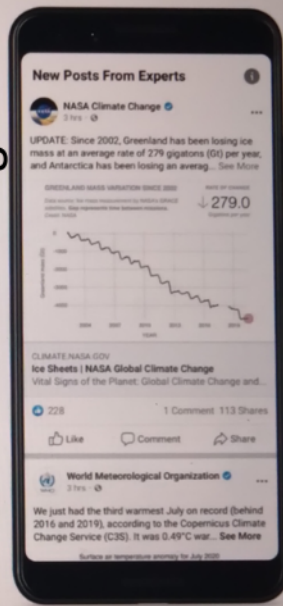 New Posts From Experts
NASA Climate Change
3 hrs
UPDATE: Since 2002, Greenland has been losing ice
mass at an average rate of 279 gigatons (Gt) per year,
and Antarctica has been losing an averag... See More
GREENLAND MASS VARIATION SINCE 2002
RATE OF CHANGE
279.0
YEAR
CLIMATE.NASA.GOV
Ice Sheets | NASA Global Climate Change
Vital Signs of the Planet: Global Climate Change and...
228
1 Comment 113 Shares
Like
Comment
Share
World Meteorological Organization
3 hrs
We just had the third warmest July on record (behind
2016 and 2019), according to the Copernicus Climate
Change Service (C3S). It was 0.49°C war... See More
Surface air temperature anomaly for July 2020